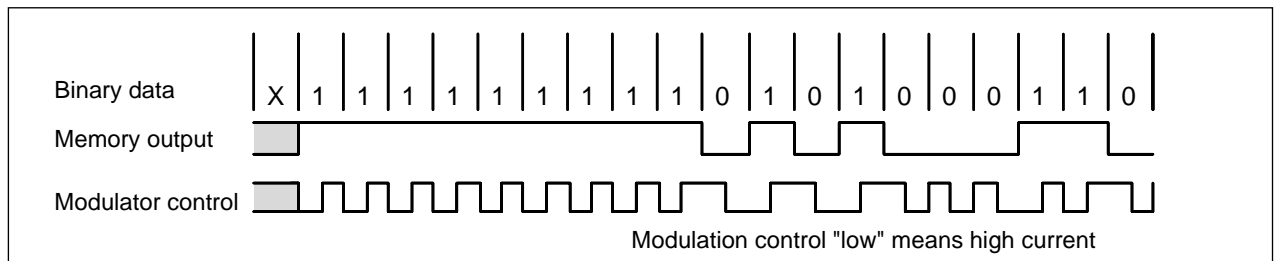 Binary data X 1 1 1 1 1 1 1 1 1 0 1 0 1 0 0 0 1 1 0
Memory output
Modulator control
Modulation control "low" means high current